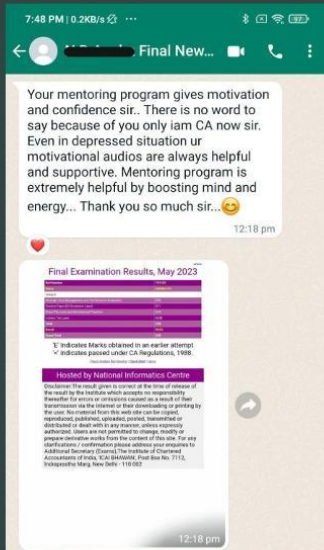 7:48 PM | 0.2KB/s
97
Final New...
Your mentoring program gives motivation
and confidence sir.. There is no word to
say because of you only iam CA now sir.
Even in depressed situation ur
motivational audios are always helpful
and supportive. Mentoring program is
extremely helpful by boosting mind and
energy... Thank you so much sir...😊
12:18 pm
Final Examination Results, May 2023
'E' Indicates Marks obtained in an earlier attempt
'*' Indicates passed under CA Regulations, 1988.
Hosted by National Informatics Centre
Disclaimer: The result given is correct at the time of release of
the result by the Institute which accepts no responsibility
therefor for errors or omissions caused as a result of their
transmission via the internet or their downloading or printing by
the user. No material from this web site can be copied,
reproduced, published, uploaded, posted, transmitted or
distributed or dealt with in any manner, unless expressly
authorized. Users are not permitted to change, modify or
prepare derivative works from the content of this site. For any
clarifications / confirmation please address your enquiries to
Additional Secretary (Exams), The Institute of Chartered
Accountants of India, 'ICAI BHAWAN', Post Box No. 7112,
Indraprastha Marg, New Delhi - 110 002
12:18 pm